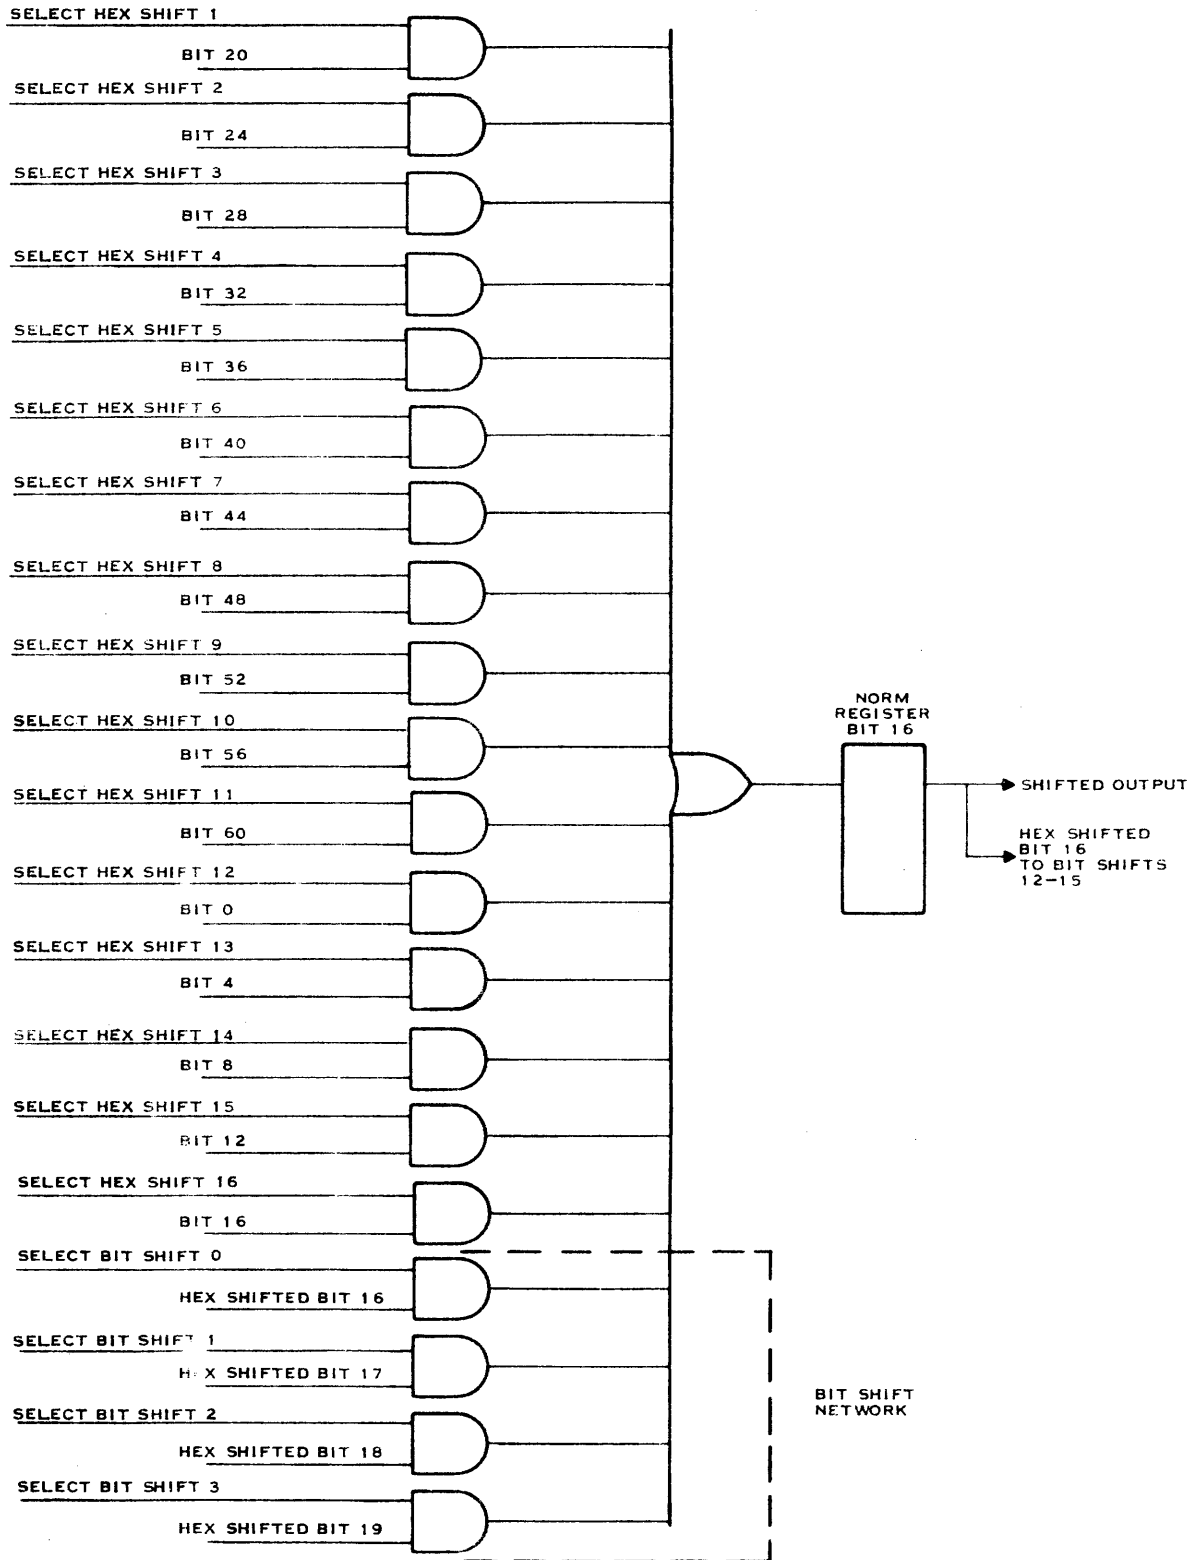 SELECT HEX SHIFT 1
BIT 20
SELECT HEX SHIFT 2
BIT 24
SELECT HEX SHIFT 3
BIT 28
SELECT HEX SHIFT 4
BIT 32
SELECT HEX SHIFT 5
BIT 36
SELECT HEX SHIFT 6
BIT 40
SELECT HEX SHIFT 7
BIT 44
SELECT HEX SHIFT 8
BIT 48
SELECT HEX SHIFT 9
BIT 52
SELECT HEX SHIFT 10
BIT 56
SELECT HEX SHIFT 11
BIT 60
SELECT HEX SHIFT 12
BIT 0
SELECT HEX SHIFT 13
BIT 4
SELECT HEX SHIFT 14
BIT 8
SELECT HEX SHIFT 15
BIT 12
SELECT HEX SHIFT 16
BIT 16
SELECT BIT SHIFT 0
HEX SHIFTED BIT 16
SELECT BIT SHIFT 1
HEX SHIFTED BIT 17
SELECT BIT SHIFT 2
HEX SHIFTED BIT 18
SELECT BIT SHIFT 3
HEX SHIFTED BIT 19
NORM
REGISTER
BIT 16
SHIFTED OUTPUT
HEX SHIFTED
BIT 16
TO BIT SHIFTS
12-15
BIT SHIFT
NETWORK